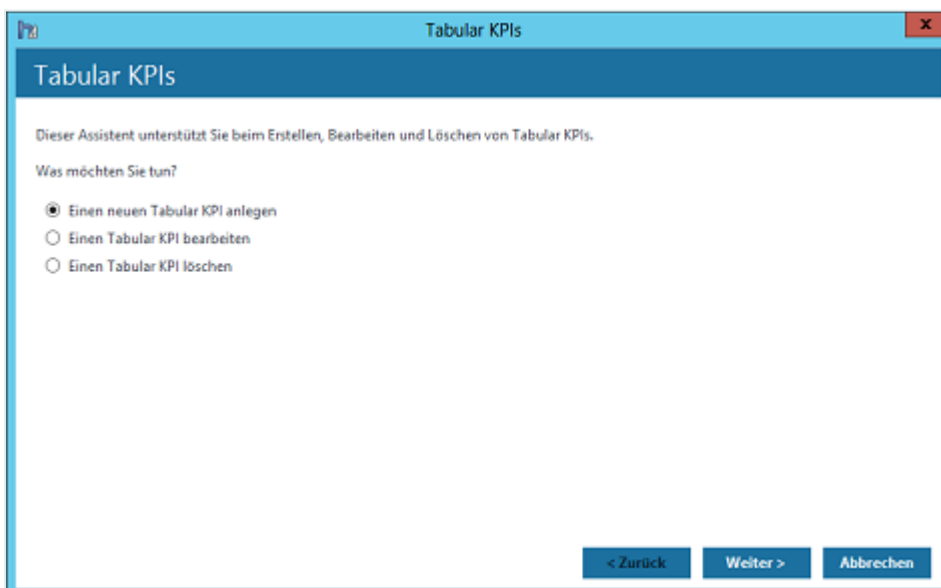 Tabular KPIs
x
Tabular KPIs
Dieser Assistent unterstützt Sie beim Erstellen, Bearbeiten und Löschen von Tabular KPIs.
Was möchten Sie tun?
Einen neuen Tabular KPI anlegen
Einen Tabular KPI bearbeiten
Einen Tabular KPI löschen
< Zurück Weiter > Abbrechen